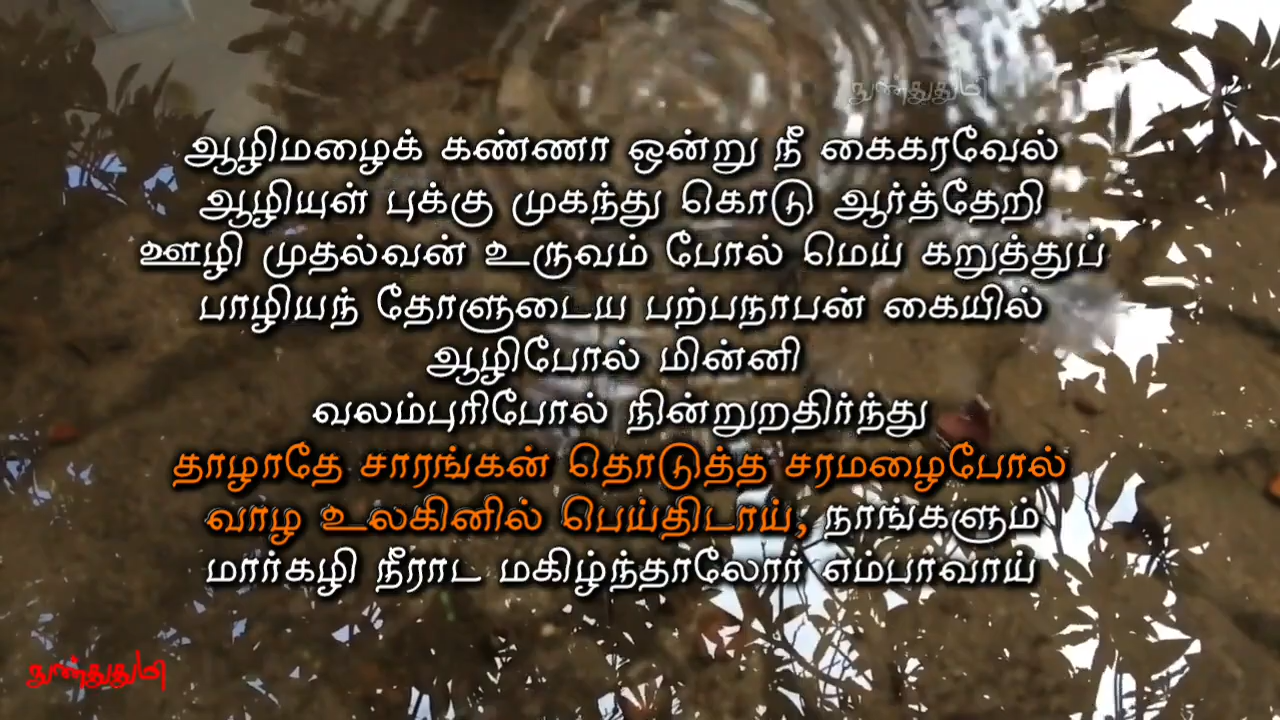 நுண்துதுமி
ஆழிமழைக் கண்ணா ஒன்று நீ கைகரவேல்
ஆழியுள் புக்கு முகந்து கொடு ஆர்த்தேறி
ஊழி முதல்வன் உருவம் போல் மெய் கறுத்துப்
பாழியந் தோளுடைய பற்பநாபன் கையில்
ஆழிபோல் மின்னி
வலம்புரிபோல் நின்றுறதிர்ந்து
தாழாதே சாரங்கன் தொடுத்த சரமழைபோல்
வாழ உலகினில் பெய்திடாய், நாங்களும்
மார்கழி நீராட மகிழ்ந்தாலோர் எம்பாவாய்
நுண்துதுமி